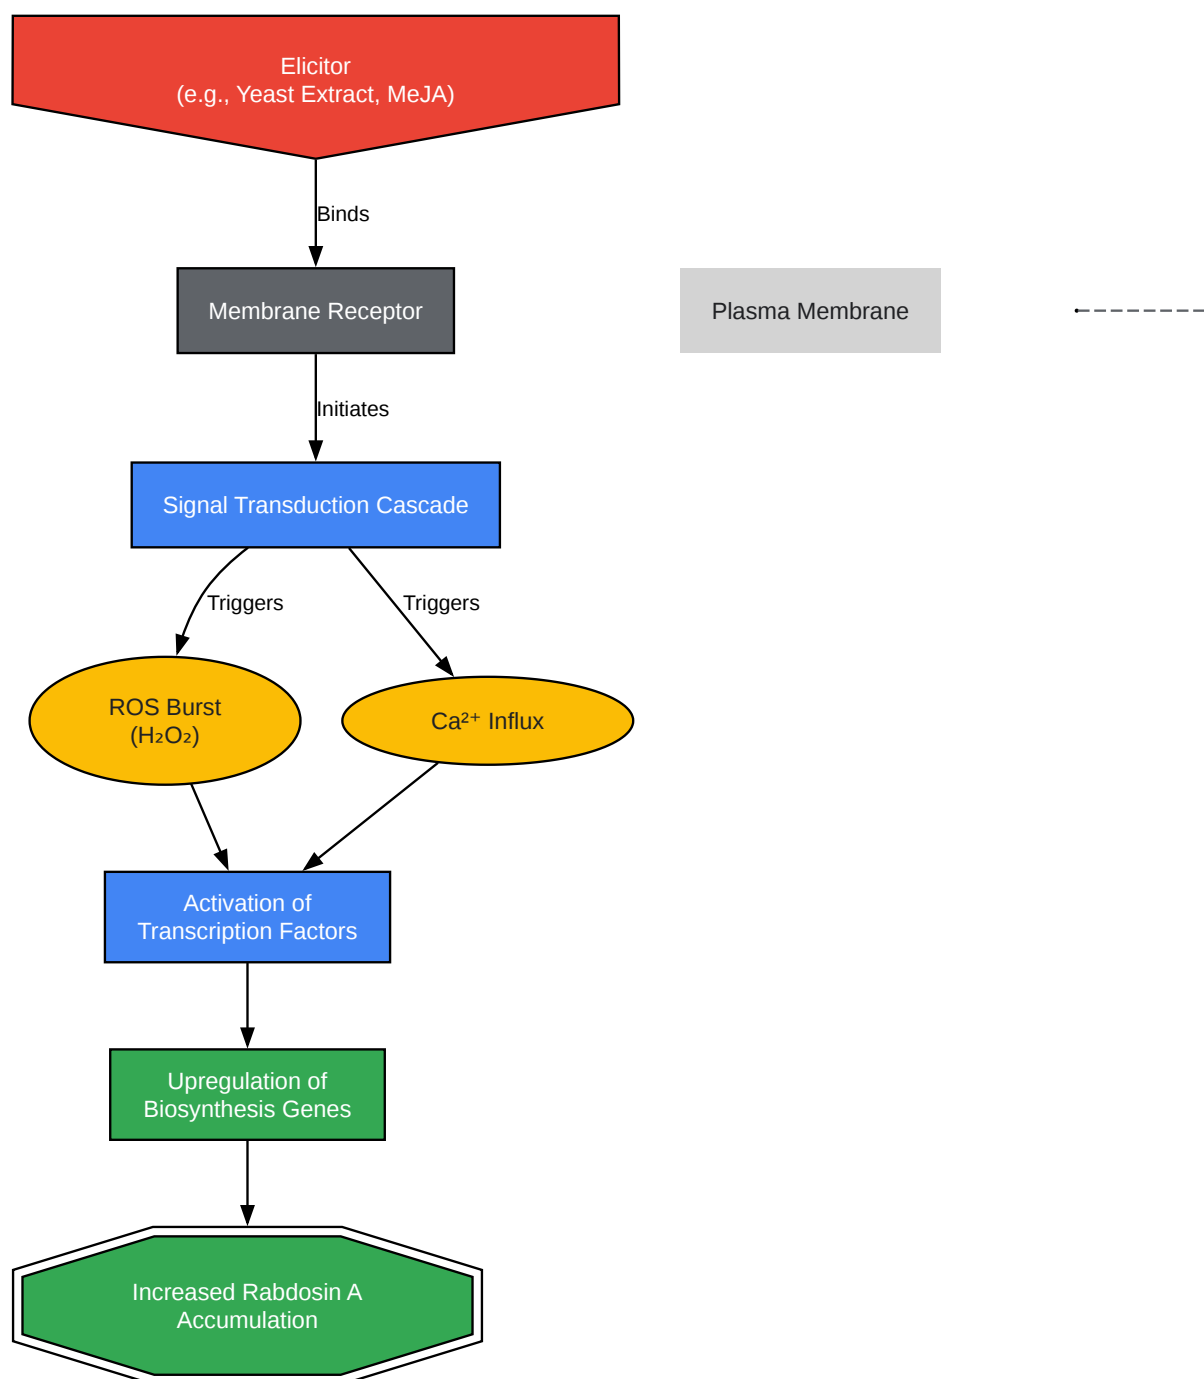 Elicitor
(e.g., Yeast Extract, MeJA)
Binds
Membrane Receptor
Plasma Membrane
Initiates
Signal Transduction Cascade
Triggers
Triggers
ROS Burst
(H₂O₂)
Ca²⁺ Influx
Activation of
Transcription Factors
Upregulation of
Biosynthesis Genes
Increased Rabdosin A
Accumulation